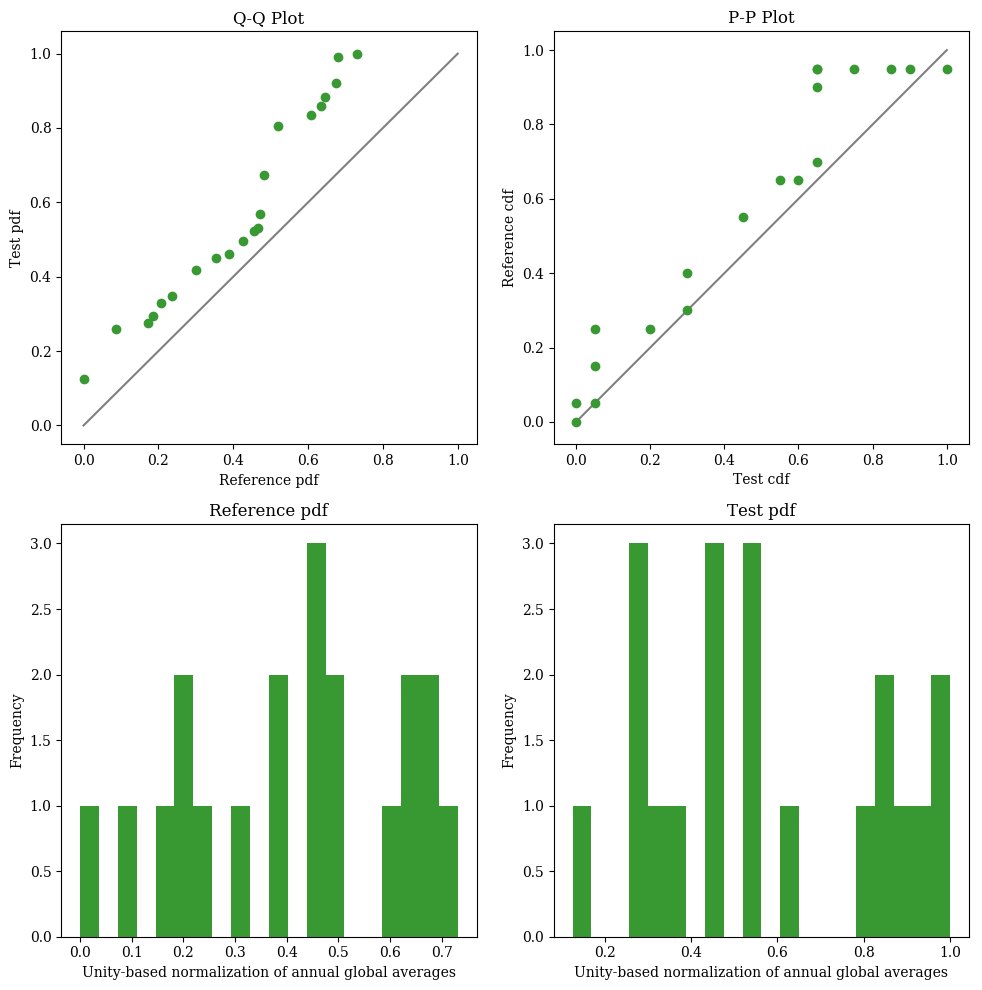 Q-Q Plot
Test pdf
1.0
0.8
0.6
0.4
0.2
0.0
0.0 0.2 0.4 0.6 0.8 1.0
Reference pdf
P-P Plot
Reference cdf
1.0
0.8
0.6
0.4
0.2
0.0
0.0 0.2 0.4 0.6 0.8 1.0
Test cdf
Reference pdf
Frequency
3.0
2.5
2.0
1.5
1.0
0.5
0.0
0.0 0.1 0.2 0.3 0.4 0.5 0.6 0.7
Unity-based normalization of annual global averages
Test pdf
Frequency
3.0
2.5
2.0
1.5
1.0
0.5
0.0
0.2 0.4 0.6 0.8 1.0
Unity-based normalization of annual global averages